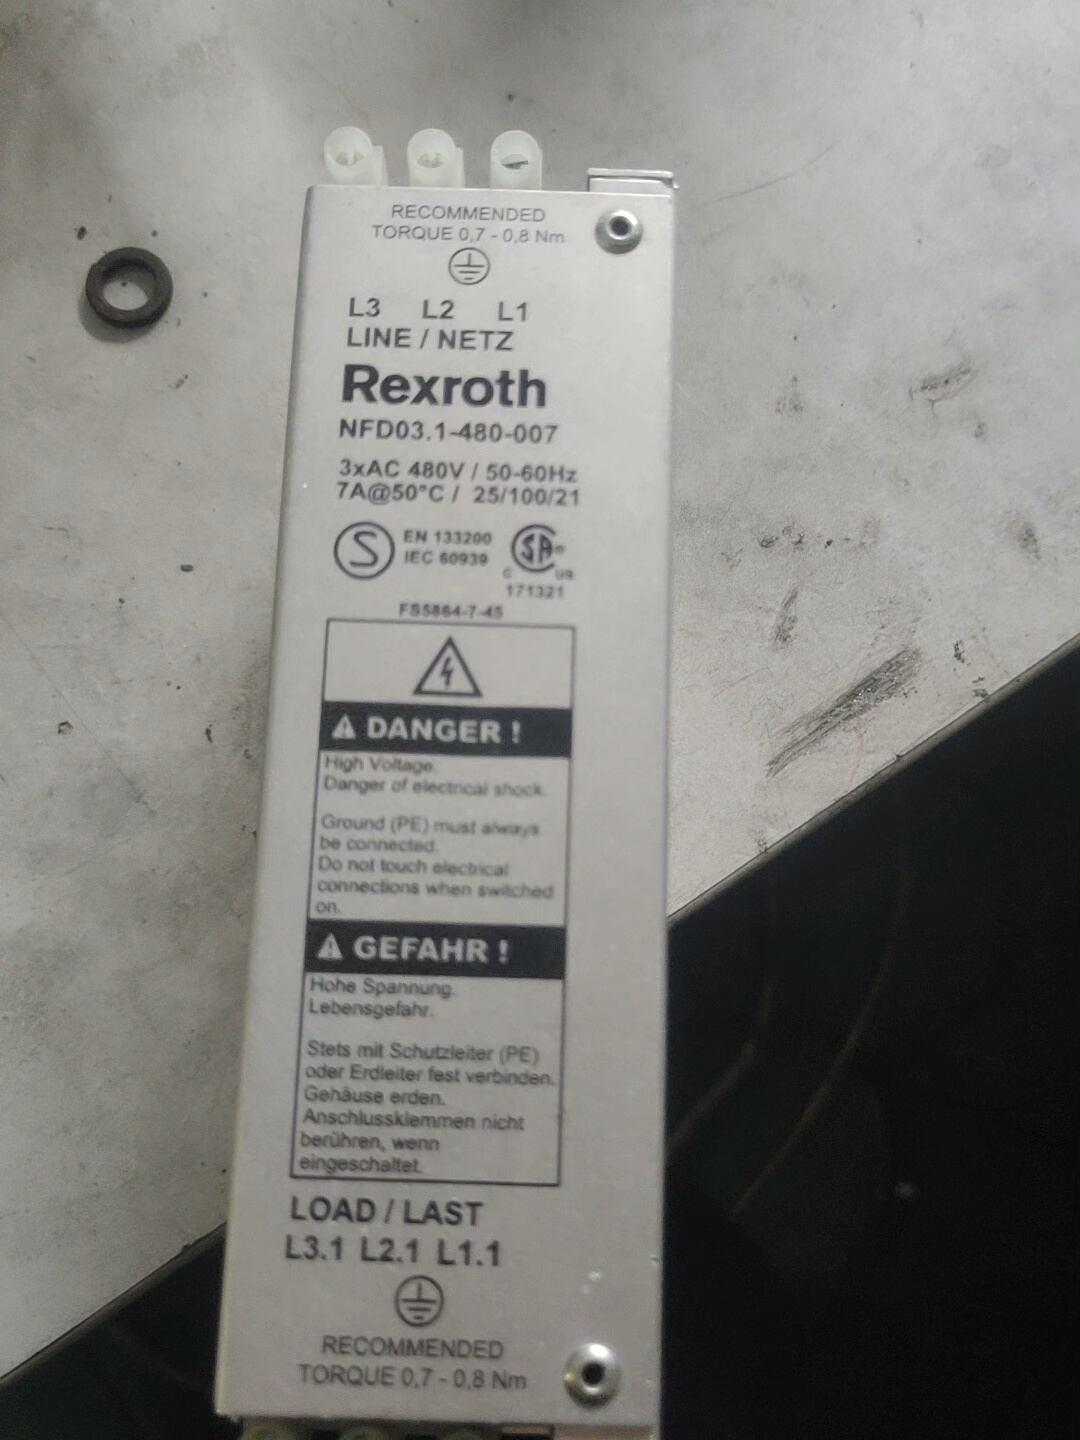 RECOMMENDED
TORQUE 0,7 - 0,8 Nm
L3 L2 L1
LINE / NETZ
Rexroth
NFD03.1-480-007
3xAC 480V / 50-60Hz
7A@50°C / 25/100/21
S EN 133200
IEC 60939
SA®
C US
171321
FS5864-7-45
DANGER !
High Voltage.
Danger of electrical shock.
Ground (PE) must always
be connected.
Do not touch electrical
connections when switched
on.
GEFAHR !
Hohe Spannung.
Lebensgefahr.
Stets mit Schutzleiter (PE)
oder Erdleiter fest verbinden.
Gehäuse erden.
Anschlussklemmen nicht
berühren, wenn
eingeschaltet.
LOAD / LAST
L3.1 L2.1 L1.1
RECOMMENDED
TORQUE 0,7 - 0,8 Nm